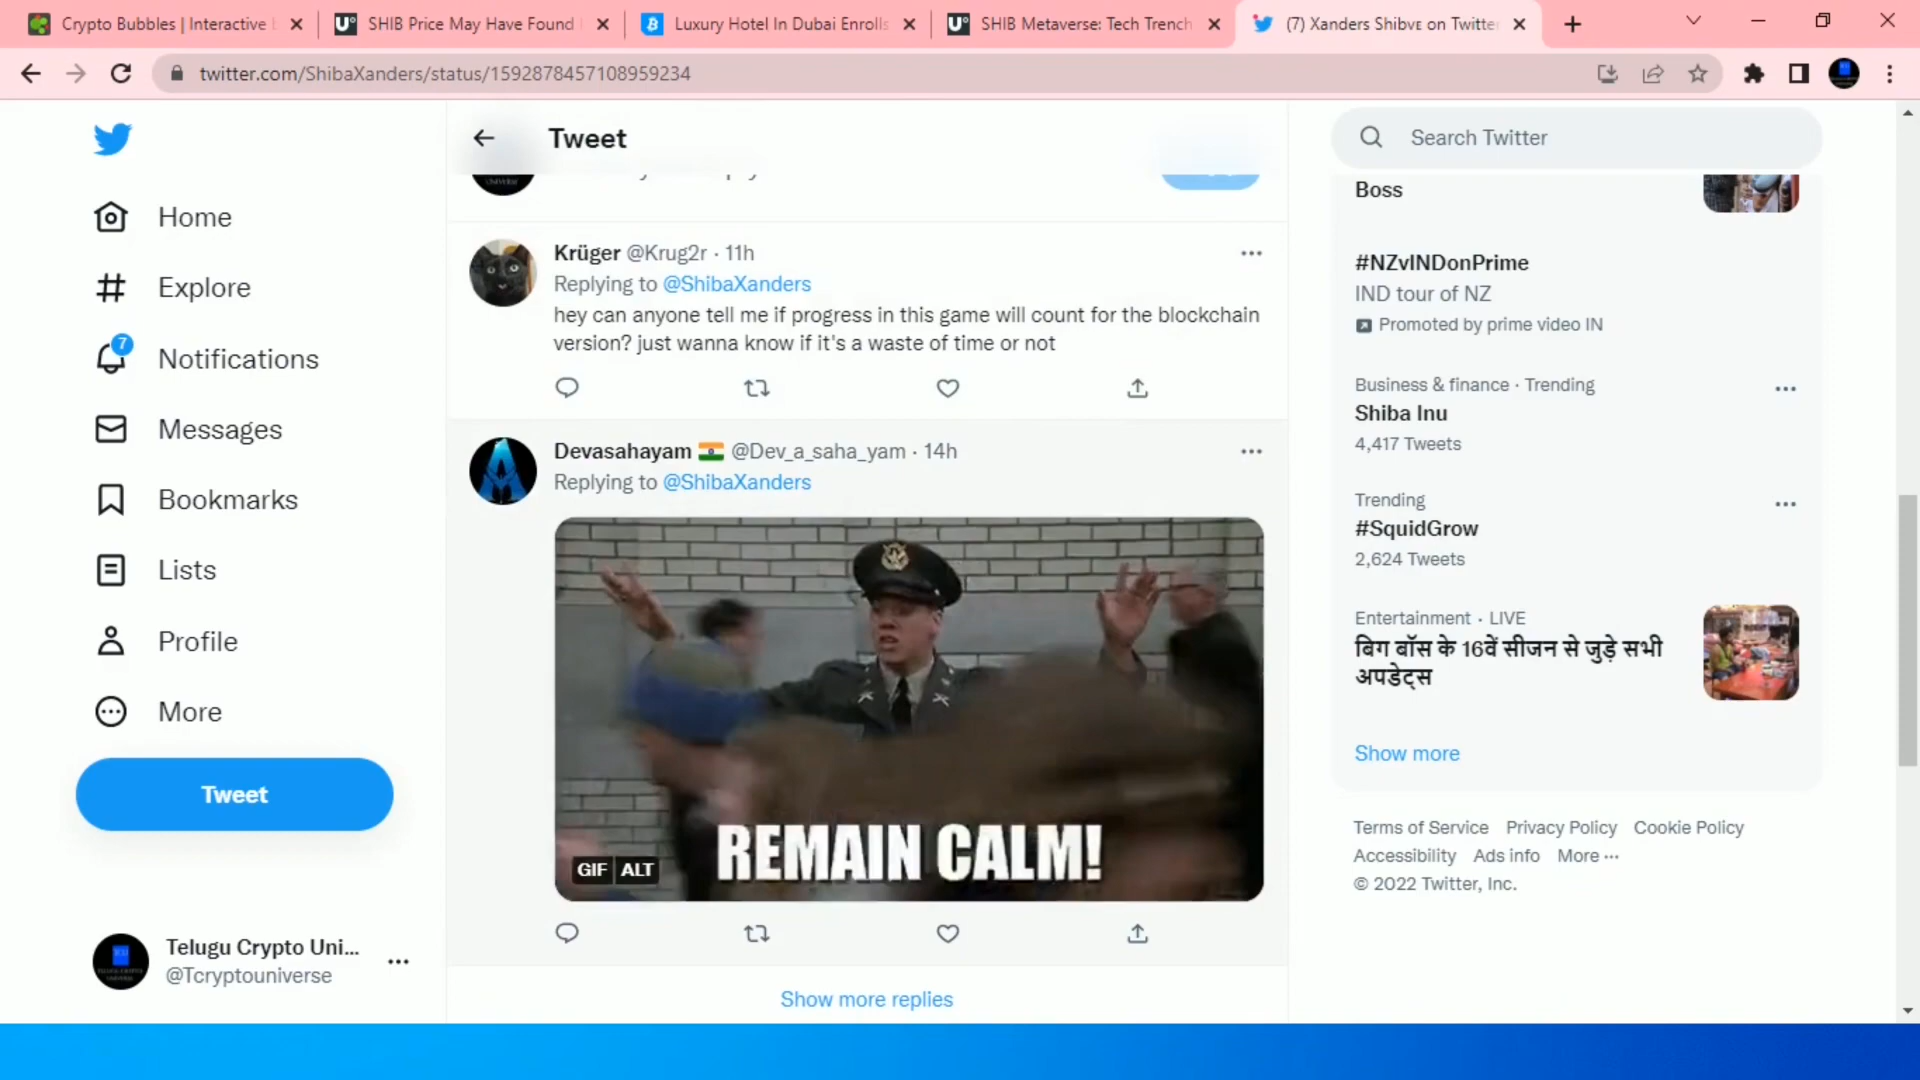 Crypto Bubbles | Interactive
SHIB Price May Have Found
Luxury Hotel In Dubai Enrolls
SHIB Metaverse: Tech Trench
(7) Xanders Shibve on Twitter
twitter.com/ShibaXanders/status/1592878457108959234
Home
Explore
7
Notifications
Messages
Bookmarks
Lists
Profile
More
Tweet
Telugu Crypto Uni...
@Tcryptouniverse
Tweet
Krüger @Krug2r · 11h
Replying to @ShibaXanders
hey can anyone tell me if progress in this game will count for the blockchain
version? just wanna know if it's a waste of time or not
Devasahayam @Dev_a_saha_yam · 14h
Replying to @ShibaXanders
REMAIN CALM!
GIF ALT
Show more replies
Search Twitter
Boss
#NZvINDonPrime
IND tour of NZ
Promoted by prime video IN
Business & finance · Trending
Shiba Inu
4,417 Tweets
Trending
#SquidGrow
2,624 Tweets
Entertainment · LIVE
बिग बॉस के 16वें सीजन से जुड़े सभी
अपडेट्स
Show more
Terms of Service Privacy Policy Cookie Policy
Accessibility Ads info More ···
© 2022 Twitter, Inc.